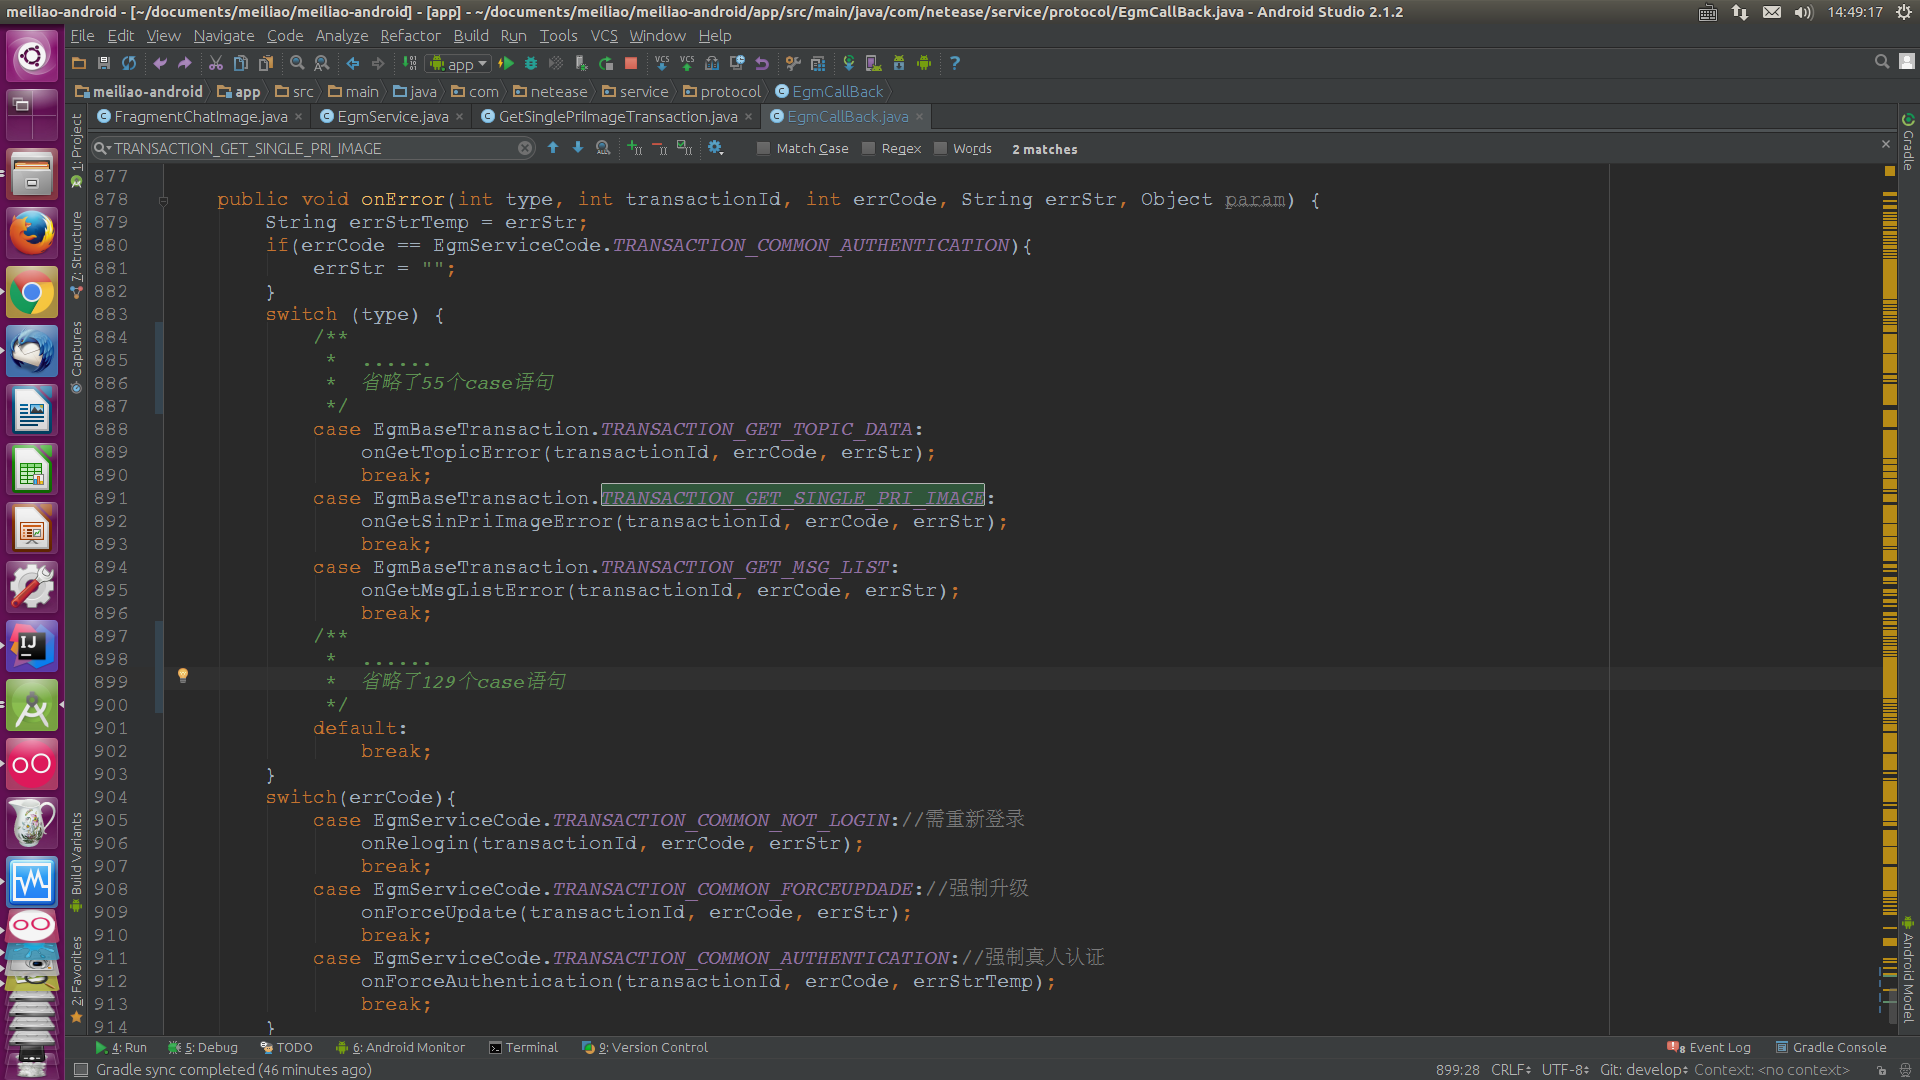 meiliao-android - [~/documents/meiliao/meiliao-android] - [app] - ~/documents/meiliao/meiliao-android/app/src/main/java/com/netease/service/protocol/EgmCallBack.java - Android Studio 2.1.2
14:49:17
File Edit View Navigate Code Analyze Refactor Build Run Tools VCS Window Help
app
meiliao-android app src main java com netease service protocol EgmCallBack
FragmentChatImage.java EgmService.java GetSinglePriImageTransaction.java EgmCallBack.java
TRANSACTION_GET_SINGLE_PRI_IMAGE Match Case Regex Words 2 matches
1: Project
7: Structure
Captures
Build Variants
2: Favorites
Gradle
Android Model
877
878 public void onError(int type, int transactionId, int errCode, String errStr, Object param) {
879 String errStrTemp = errStr;
880 if(errCode == EgmServiceCode.TRANSACTION_COMMON_AUTHENTICATION){
881 errStr = "";
882 }
883 switch (type) {
884 /**
885 * ......
886 * 省略了55个case语句
887 */
888 case EgmBaseTransaction.TRANSACTION_GET_TOPIC_DATA:
889 onGetTopicError(transactionId, errCode, errStr);
890 break;
891 case EgmBaseTransaction.TRANSACTION_GET_SINGLE_PRI_IMAGE:
892 onGetSinPriImageError(transactionId, errCode, errStr);
893 break;
894 case EgmBaseTransaction.TRANSACTION_GET_MSG_LIST:
895 onGetMsgListError(transactionId, errCode, errStr);
896 break;
897 /**
898 * ......
899 * 省略了129个case语句
900 */
901 default:
902 break;
903 }
904 switch(errCode){
905 case EgmServiceCode.TRANSACTION_COMMON_NOT_LOGIN://需重新登录
906 onRelogin(transactionId, errCode, errStr);
907 break;
908 case EgmServiceCode.TRANSACTION_COMMON_FORCEUPDADE://强制升级
909 onForceUpdate(transactionId, errCode, errStr);
910 break;
911 case EgmServiceCode.TRANSACTION_COMMON_AUTHENTICATION://强制真人认证
912 onForceAuthentication(transactionId, errCode, errStrTemp);
913 break;
914 }
4: Run 5: Debug TODO 6: Android Monitor Terminal 9: Version Control 8 Event Log Gradle Console
Gradle sync completed (46 minutes ago) 899:28 CRLF UTF-8 Git: develop Context: <no context>